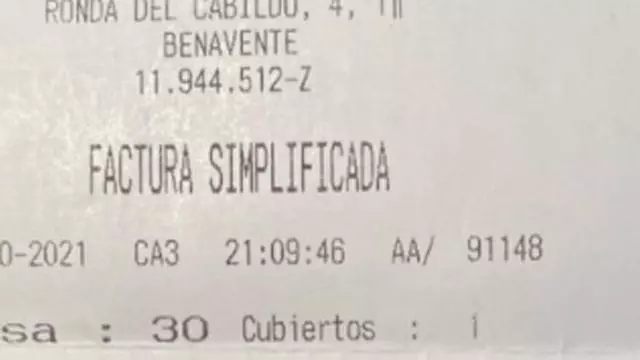 RONDA DEL CABILDO, 4,
BENAVENTE
11.944.512-Z
FACTURA SIMPLIFICADA
0-2021 CA3 21:09:46 AA/ 91148
sa : 30 Cubiertos : 1